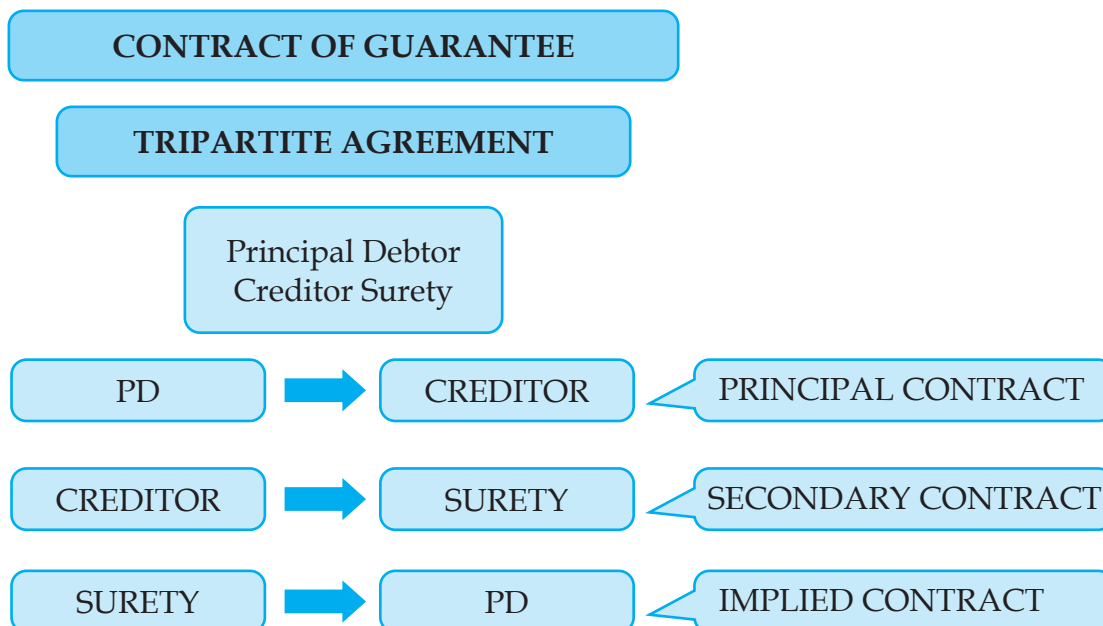 CONTRACT OF GUARANTEE
TRIPARTITE AGREEMENT
Principal Debtor
Creditor Surety
PD
CREDITOR
PRINCIPAL CONTRACT
CREDITOR
SURETY
SECONDARY CONTRACT
SURETY
PD
IMPLIED CONTRACT